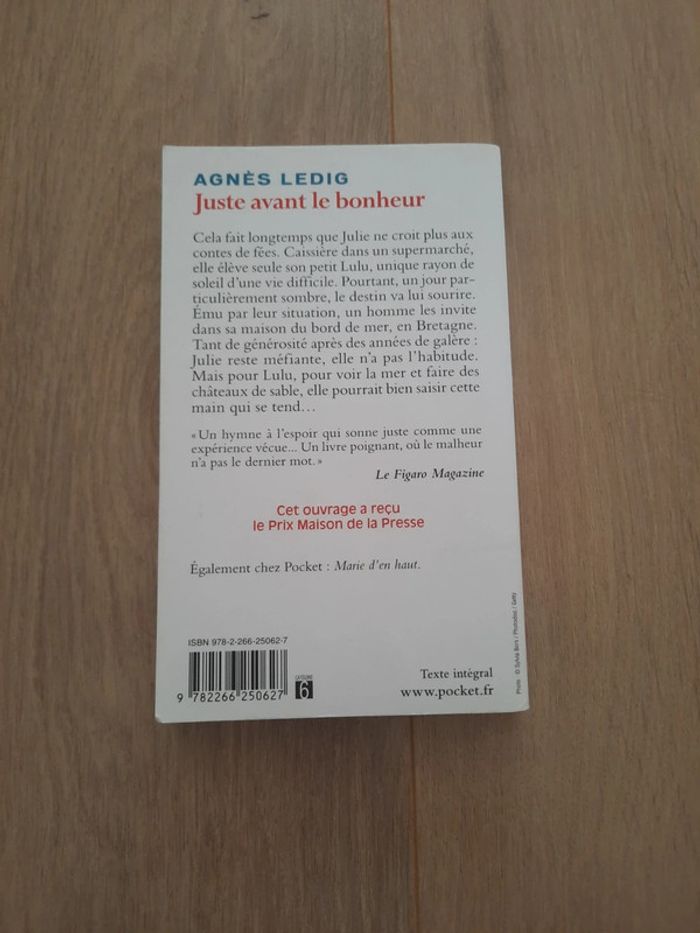 AGNÈS LEDIG
Juste avant le bonheur
Cela fait longtemps que Julie ne croit plus aux
contes de fées. Caissière dans un supermarché,
elle élève seule son petit Lulu, unique rayon de
soleil d'une vie difficile. Pourtant, un jour par-
ticulièrement sombre, le destin va lui sourire.
Ému par leur situation, un homme les invite
dans sa maison du bord de mer, en Bretagne.
Tant de générosité après des années de galère :
Julie reste méfiante, elle n'a pas l'habitude.
Mais pour Lulu, pour voir la mer et faire des
châteaux de sable, elle pourrait bien saisir cette
main qui se tend…
« Un hymne à l'espoir qui sonne juste comme une
expérience vécue... Un livre poignant, où le malheur
n'a pas le dernier mot. »
Le Figaro Magazine
Cet ouvrage a reçu
le Prix Maison de la Presse
Également chez Pocket : Marie d'en haut.
ISBN 978-2-266-25062-7
9 782266 250627
CATÉGORIE
6
Texte intégral
www.pocket.fr
Photo : © Sylvia / Photodisc / Getty